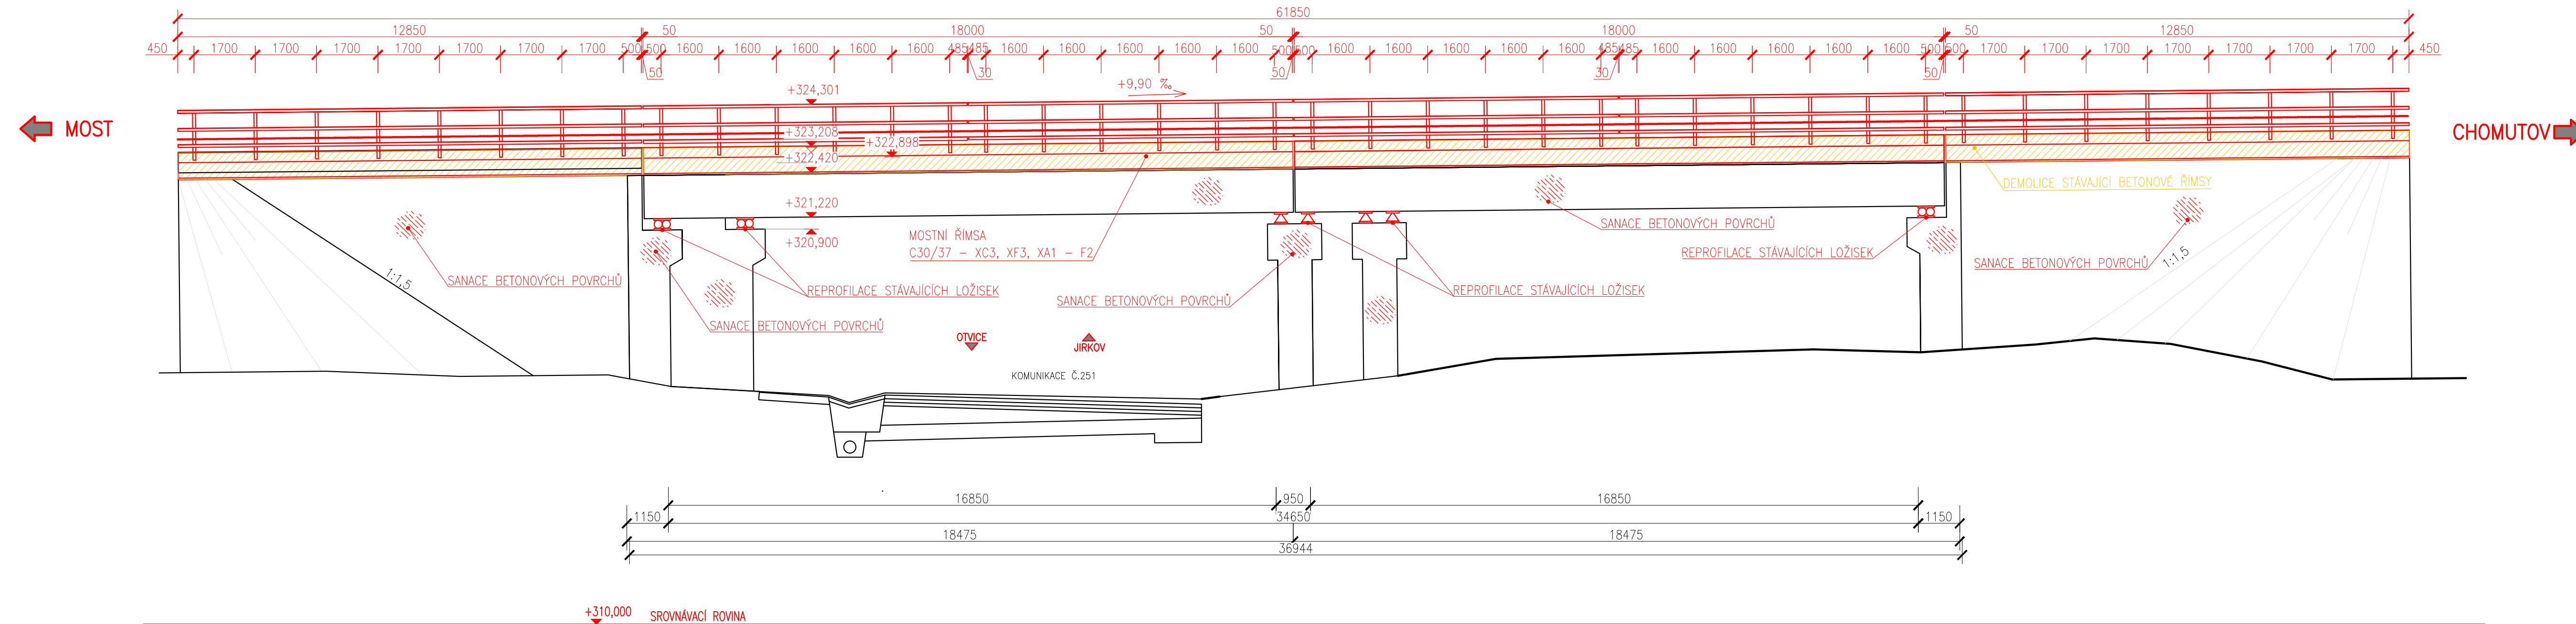 61850
12850 50 18000 50 18000 50 12850
450 1700 1700 1700 1700 1700 1700 1700 500 500 1600 1600 1600 1600 1600 485 485 1600 1600 1600 1600 1600 500 500 1600 1600 1600 1600 1600 485 485 1600 1600 1600 1600 1600 500 500 1700 1700 1700 1700 1700 1700 1700 450
50 30 50 30 50
+324,301
+9,90 ‰
MOST
CHOMUTOV
+323,208
+322,898
+322,420
DEMOLICE STÁVAJÍCÍ BETONOVÉ ŘÍMSY
+321,220
+320,900
MOSTNÍ ŘÍMSA
C30/37 – XC3, XF3, XA1 – F2
SANACE BETONOVÝCH POVRCHŮ
REPROFILACE STÁVAJÍCÍCH LOŽISEK
SANACE BETONOVÝCH POVRCHŮ
1:1,5
1:1,5
SANACE BETONOVÝCH POVRCHŮ
REPROFILACE STÁVAJÍCÍCH LOŽISEK
SANACE BETONOVÝCH POVRCHŮ
REPROFILACE STÁVAJÍCÍCH LOŽISEK
SANACE BETONOVÝCH POVRCHŮ
OTVICE
JIRKOV
KOMUNIKACE Č.251
16850 950 16850
1150 34650 1150
18475 18475
36944
+310,000 SROVNÁVACÍ ROVINA